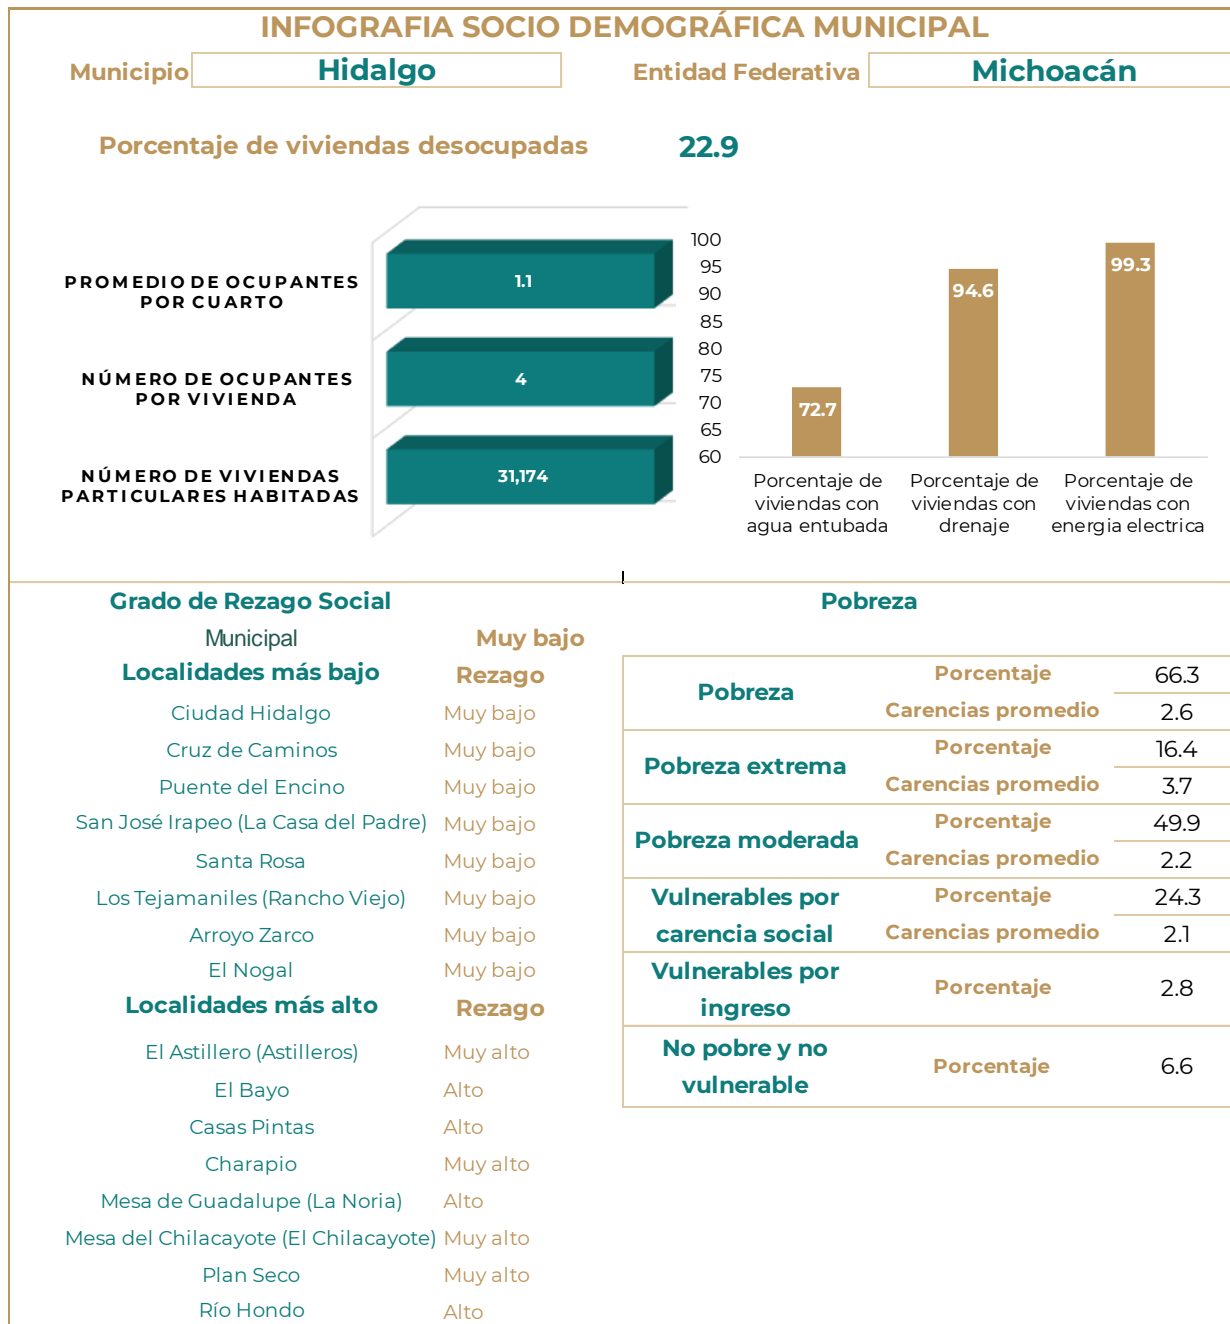 INFOGRAFIA SOCIO DEMOGRÁFICA MUNICIPAL
Municipio Hidalgo Entidad Federativa Michoacán
Porcentaje de viviendas desocupadas 22.9
PROMEDIO DE OCUPANTES
POR CUARTO
1.1
NÚMERO DE OCUPANTES
POR VIVIENDA
4
NÚMERO DE VIVIENDAS
PARTICULARES HABITADAS
31,174
100
95
90
85
80
75
70
65
60
72.7
94.6
99.3
Porcentaje de
viviendas con
agua entubada
Porcentaje de
viviendas con
drenaje
Porcentaje de
viviendas con
energia electrica
Grado de Rezago Social
Municipal Muy bajo
Localidades más bajo Rezago
Ciudad Hidalgo Muy bajo
Cruz de Caminos Muy bajo
Puente del Encino Muy bajo
San José Irapeo (La Casa del Padre) Muy bajo
Santa Rosa Muy bajo
Los Tejamaniles (Rancho Viejo) Muy bajo
Arroyo Zarco Muy bajo
El Nogal Muy bajo
Localidades más alto Rezago
El Astillero (Astilleros) Muy alto
El Bayo Alto
Casas Pintas Alto
Charapio Muy alto
Mesa de Guadalupe (La Noria) Alto
Mesa del Chilacayote (El Chilacayote) Muy alto
Plan Seco Muy alto
Río Hondo Alto
Pobreza
Pobreza
Porcentaje 66.3
Carencias promedio 2.6
Pobreza extrema
Porcentaje 16.4
Carencias promedio 3.7
Pobreza moderada
Porcentaje 49.9
Carencias promedio 2.2
Vulnerables por
carencia social
Porcentaje 24.3
Carencias promedio 2.1
Vulnerables por
ingreso
Porcentaje 2.8
No pobre y no
vulnerable
Porcentaje 6.6